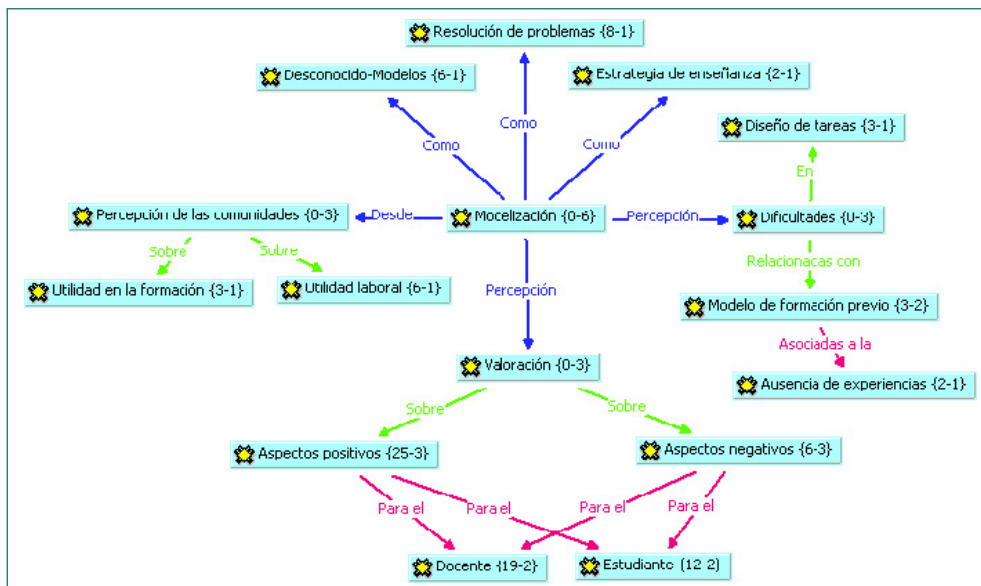 Resolución de problemas {8-1}
Desconocido-Modelos {6-1}
Estrategia de enseñanza {2-1}
Como
Como
Como
Diseño de tareas {3-1}
En
Percepción de las comunidades {0-3}
Desde
Mocelización {0-6}
Percepción
Dificultades {0-3}
Sobre
Sobre
Relacionacas con
Utilidad en la formación {3-1}
Utilidad laboral {6-1}
Percepción
Modelo de formación previo {3-2}
Asociadas a la
Valoración {0-3}
Ausencia de experiencias {2-1}
Sobre
Sobre
Aspectos positivos {25-3}
Aspectos negativos {6-3}
Para el
Para el
Para el
Para el
Docente {19-2}
Estudiante {12-2}